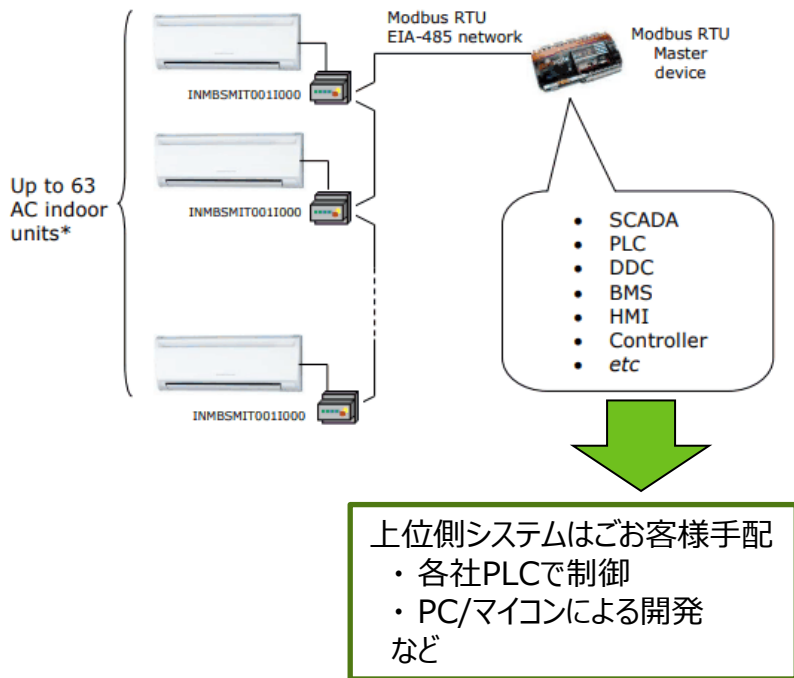 Modbus RTU
EIA-485 network
Modbus RTU
Master
device
INMBSMIT001I000
Up to 63
AC indoor
units*
INMBSMIT001I000
INMBSMIT001I000
• SCADA
• PLC
• DDC
• BMS
• HMI
• Controller
• etc
上位側システムはごお客様手配
・ 各社PLCで制御
・ PC/マイコンによる開発
など